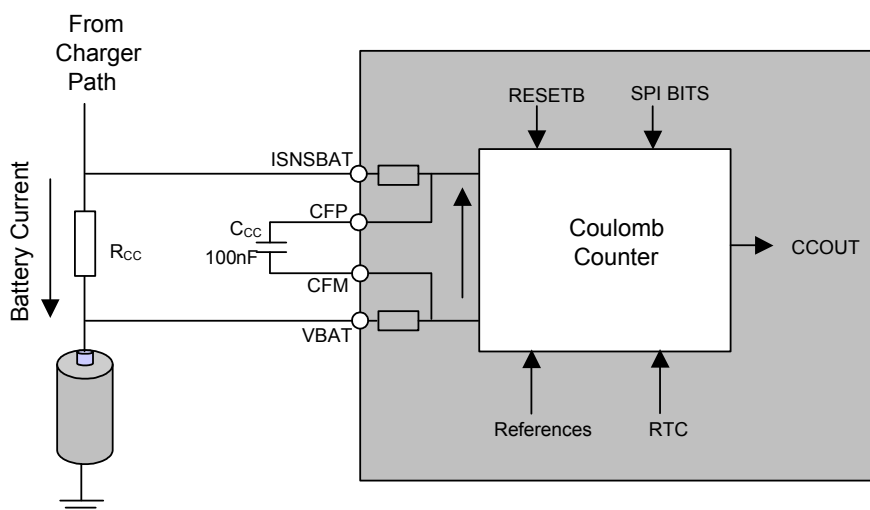 From
Charger
Path
RESETB
SPI BITS
ISNSBAT
Battery Current
CFP
CCC
100nF
RCC
Coulomb
Counter
CCOUT
CFM
VBAT
References
RTC